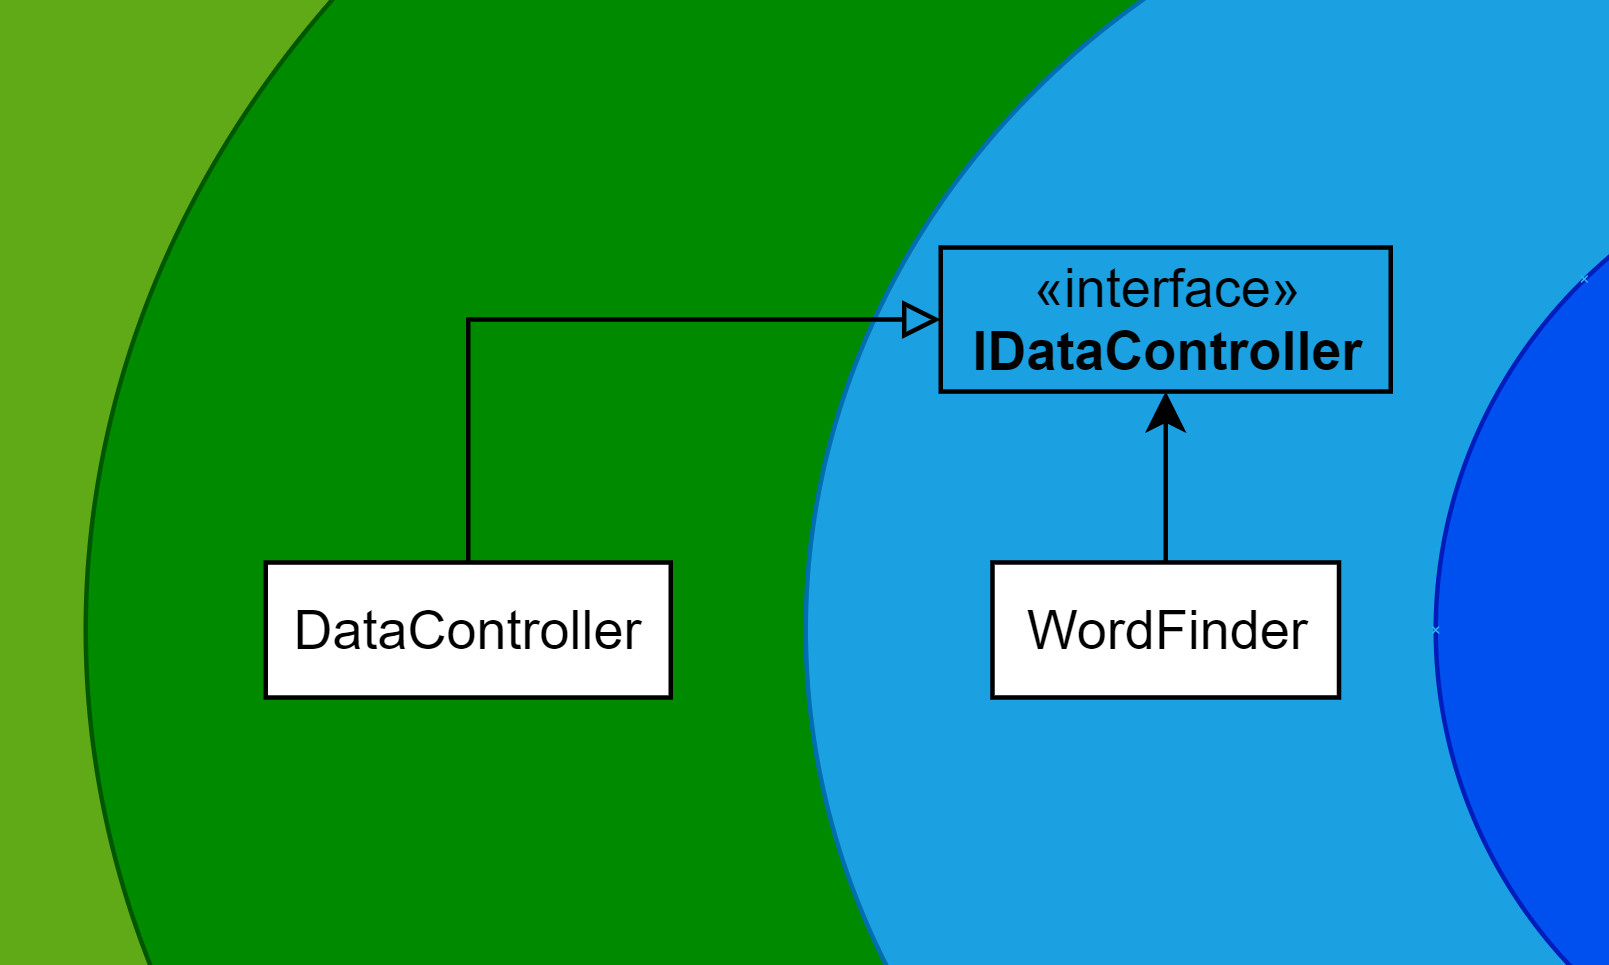 «interface»
IDataController
DataController
WordFinder